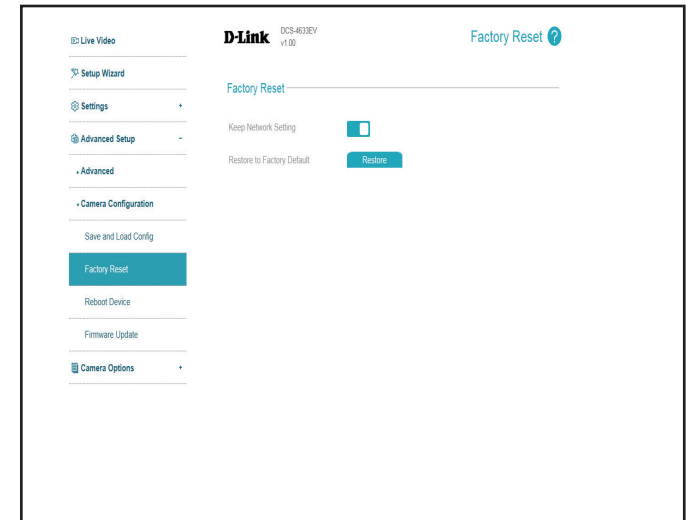 Live Video
Setup Wizard
Settings +
Advanced Setup -
Advanced
Camera Configuration
Save and Load Config
Factory Reset
Reboot Device
Firmware Update
Camera Options +
D-Link DCS-4633EV
v1.00
Factory Reset ?
Factory Reset
Keep Network Setting
Restore to Factory Default Restore